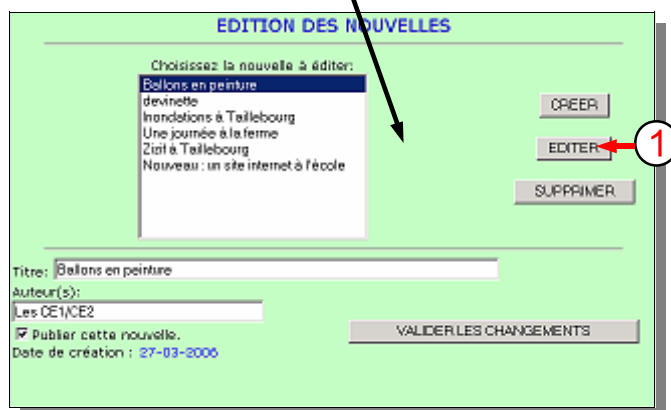 EDITION DES NOUVELLES
Choisissez la nouvelle à éditer:
Ballons en peinture
devinette
Inondations à Taillebourg
Une journée à la ferme
Zizif à Taillebourg
Nouveau : un site internet à l'école
CREER
EDITER
1
SUPPRIMER
Titre: Ballons en peinture
Auteur(s):
Les CE1/CE2
Publier cette nouvelle.
VALIDER LES CHANGEMENTS
Date de création : 27-03-2006